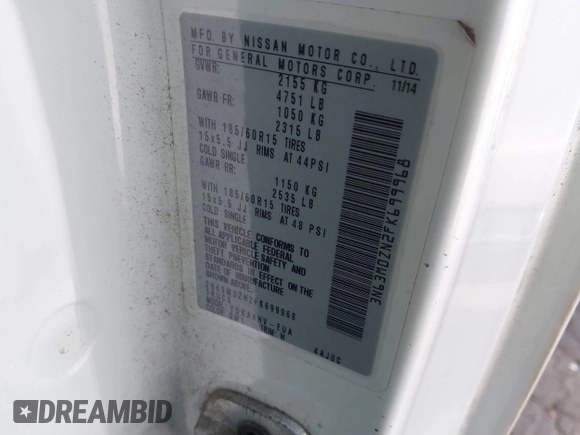 MFD. BY NISSAN MOTOR CO., LTD.
FOR GENERAL MOTORS CORP. 11/14
GVWR: 2155 KG
4751 LB
GAWR FR: 1050 KG
2315 LB
WITH 185/60R15 TIRES
15x5.5 JJ RIMS AT 44PSI
COLD SINGLE
GAWR RR: 1150 KG
2535 LB
WITH 185/60R15 TIRES
15x5.5 JJ RIMS AT 48 PSI
COLD SINGLE
THIS VEHICLE CONFORMS TO
ALL APPLICABLE FEDERAL
MOTOR VEHICLE SAFETY AND
THEFT PREVENTION
STANDARDS IN EFFECT ON THE
DATE OF MANUFACTURE
SHOWN ABOVE.
3N63M0ZN2FK699968
TRIM W
4AJ0C
3N63M0ZN2FK699968
DREAMBID